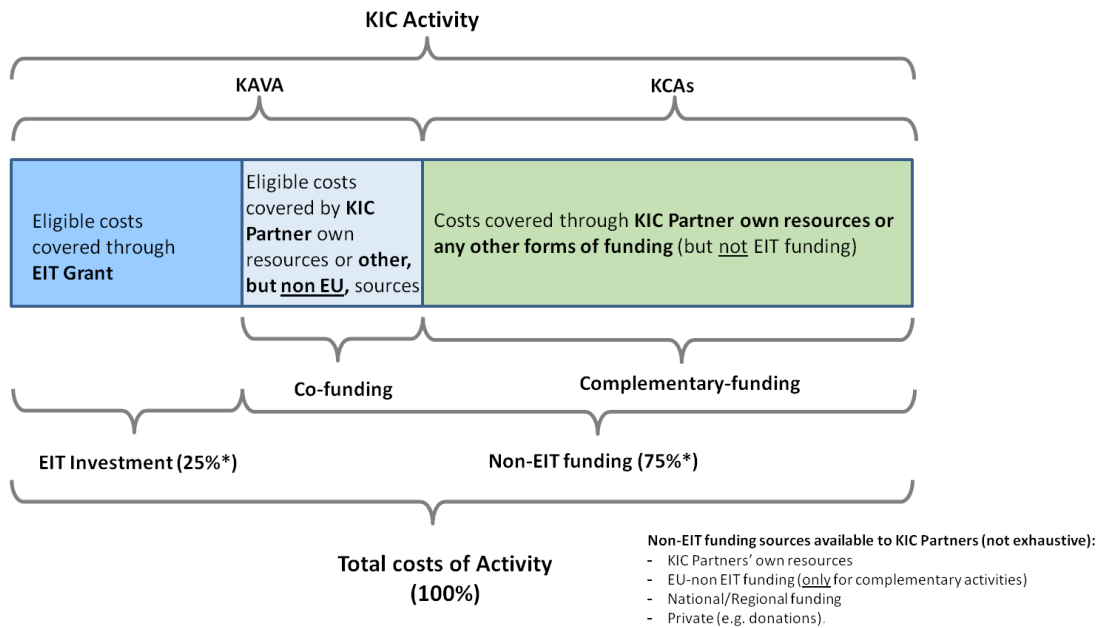 KIC Activity
KAVA
KCAs
Eligible costs
covered through
EIT Grant
Eligible costs
covered by KIC
Partner own
resources or other,
but non EU, sources
Costs covered through KIC Partner own resources or
any other forms of funding (but not EIT funding)
Co-funding
Complementary-funding
EIT Investment (25%*)
Non-EIT funding (75%*)
Total costs of Activity
(100%)
Non-EIT funding sources available to KIC Partners (not exhaustive):
- KIC Partners' own resources
- EU-non EIT funding (only for complementary activities)
- National/Regional funding
- Private (e.g. donations).